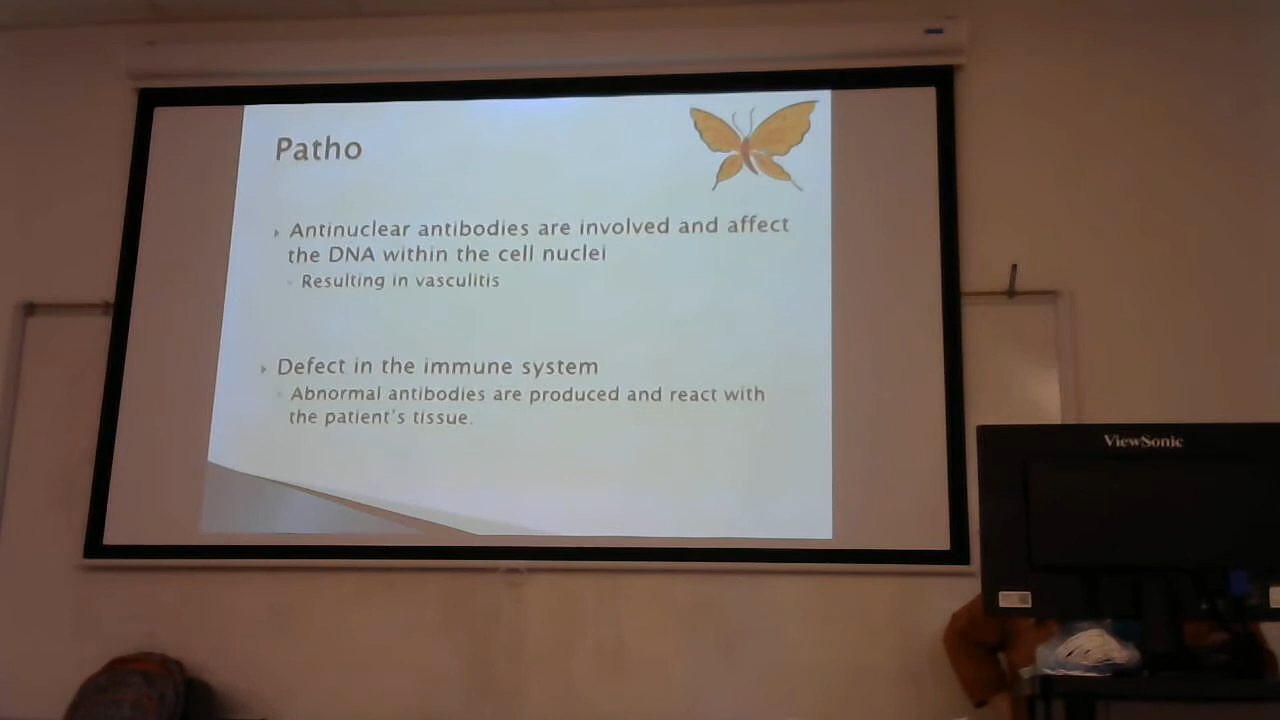 Patho
Antinuclear antibodies are involved and affect
the DNA within the cell nuclei
Resulting in vasculitis
Defect in the immune system
Abnormal antibodies are produced and react with
the patient's tissue.
ViewSonic